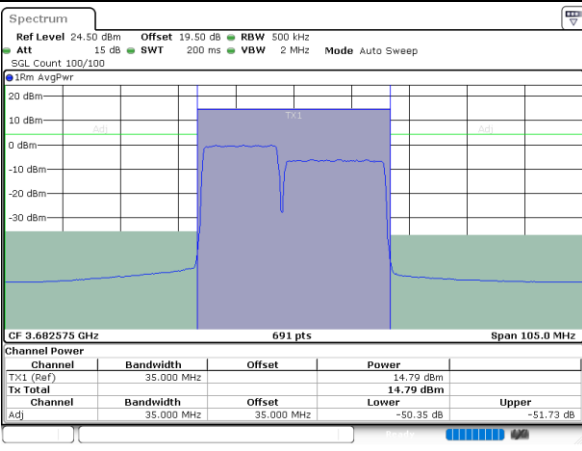 Spectrum
Ref Level 24.50 dBm Offset 19.50 dB RBW 500 kHz
Att 15 dB SWT 200 ms VBW 2 MHz Mode Auto Sweep
SGL Count 100/100
1Rm AvgPwr
20 dBm
TX1
10 dBm
Adj Adj
0 dBm
-10 dBm
-20 dBm
-30 dBm
CF 3.682575 GHz 691 pts Span 105.0 MHz
Channel Power
Channel Bandwidth Offset Power
TX1 (Ref) 35.000 MHz 14.79 dBm
Tx Total 14.79 dBm
Channel Bandwidth Offset Lower Upper
Adj 35.000 MHz 35.000 MHz -50.35 dB -51.73 dB
Ready